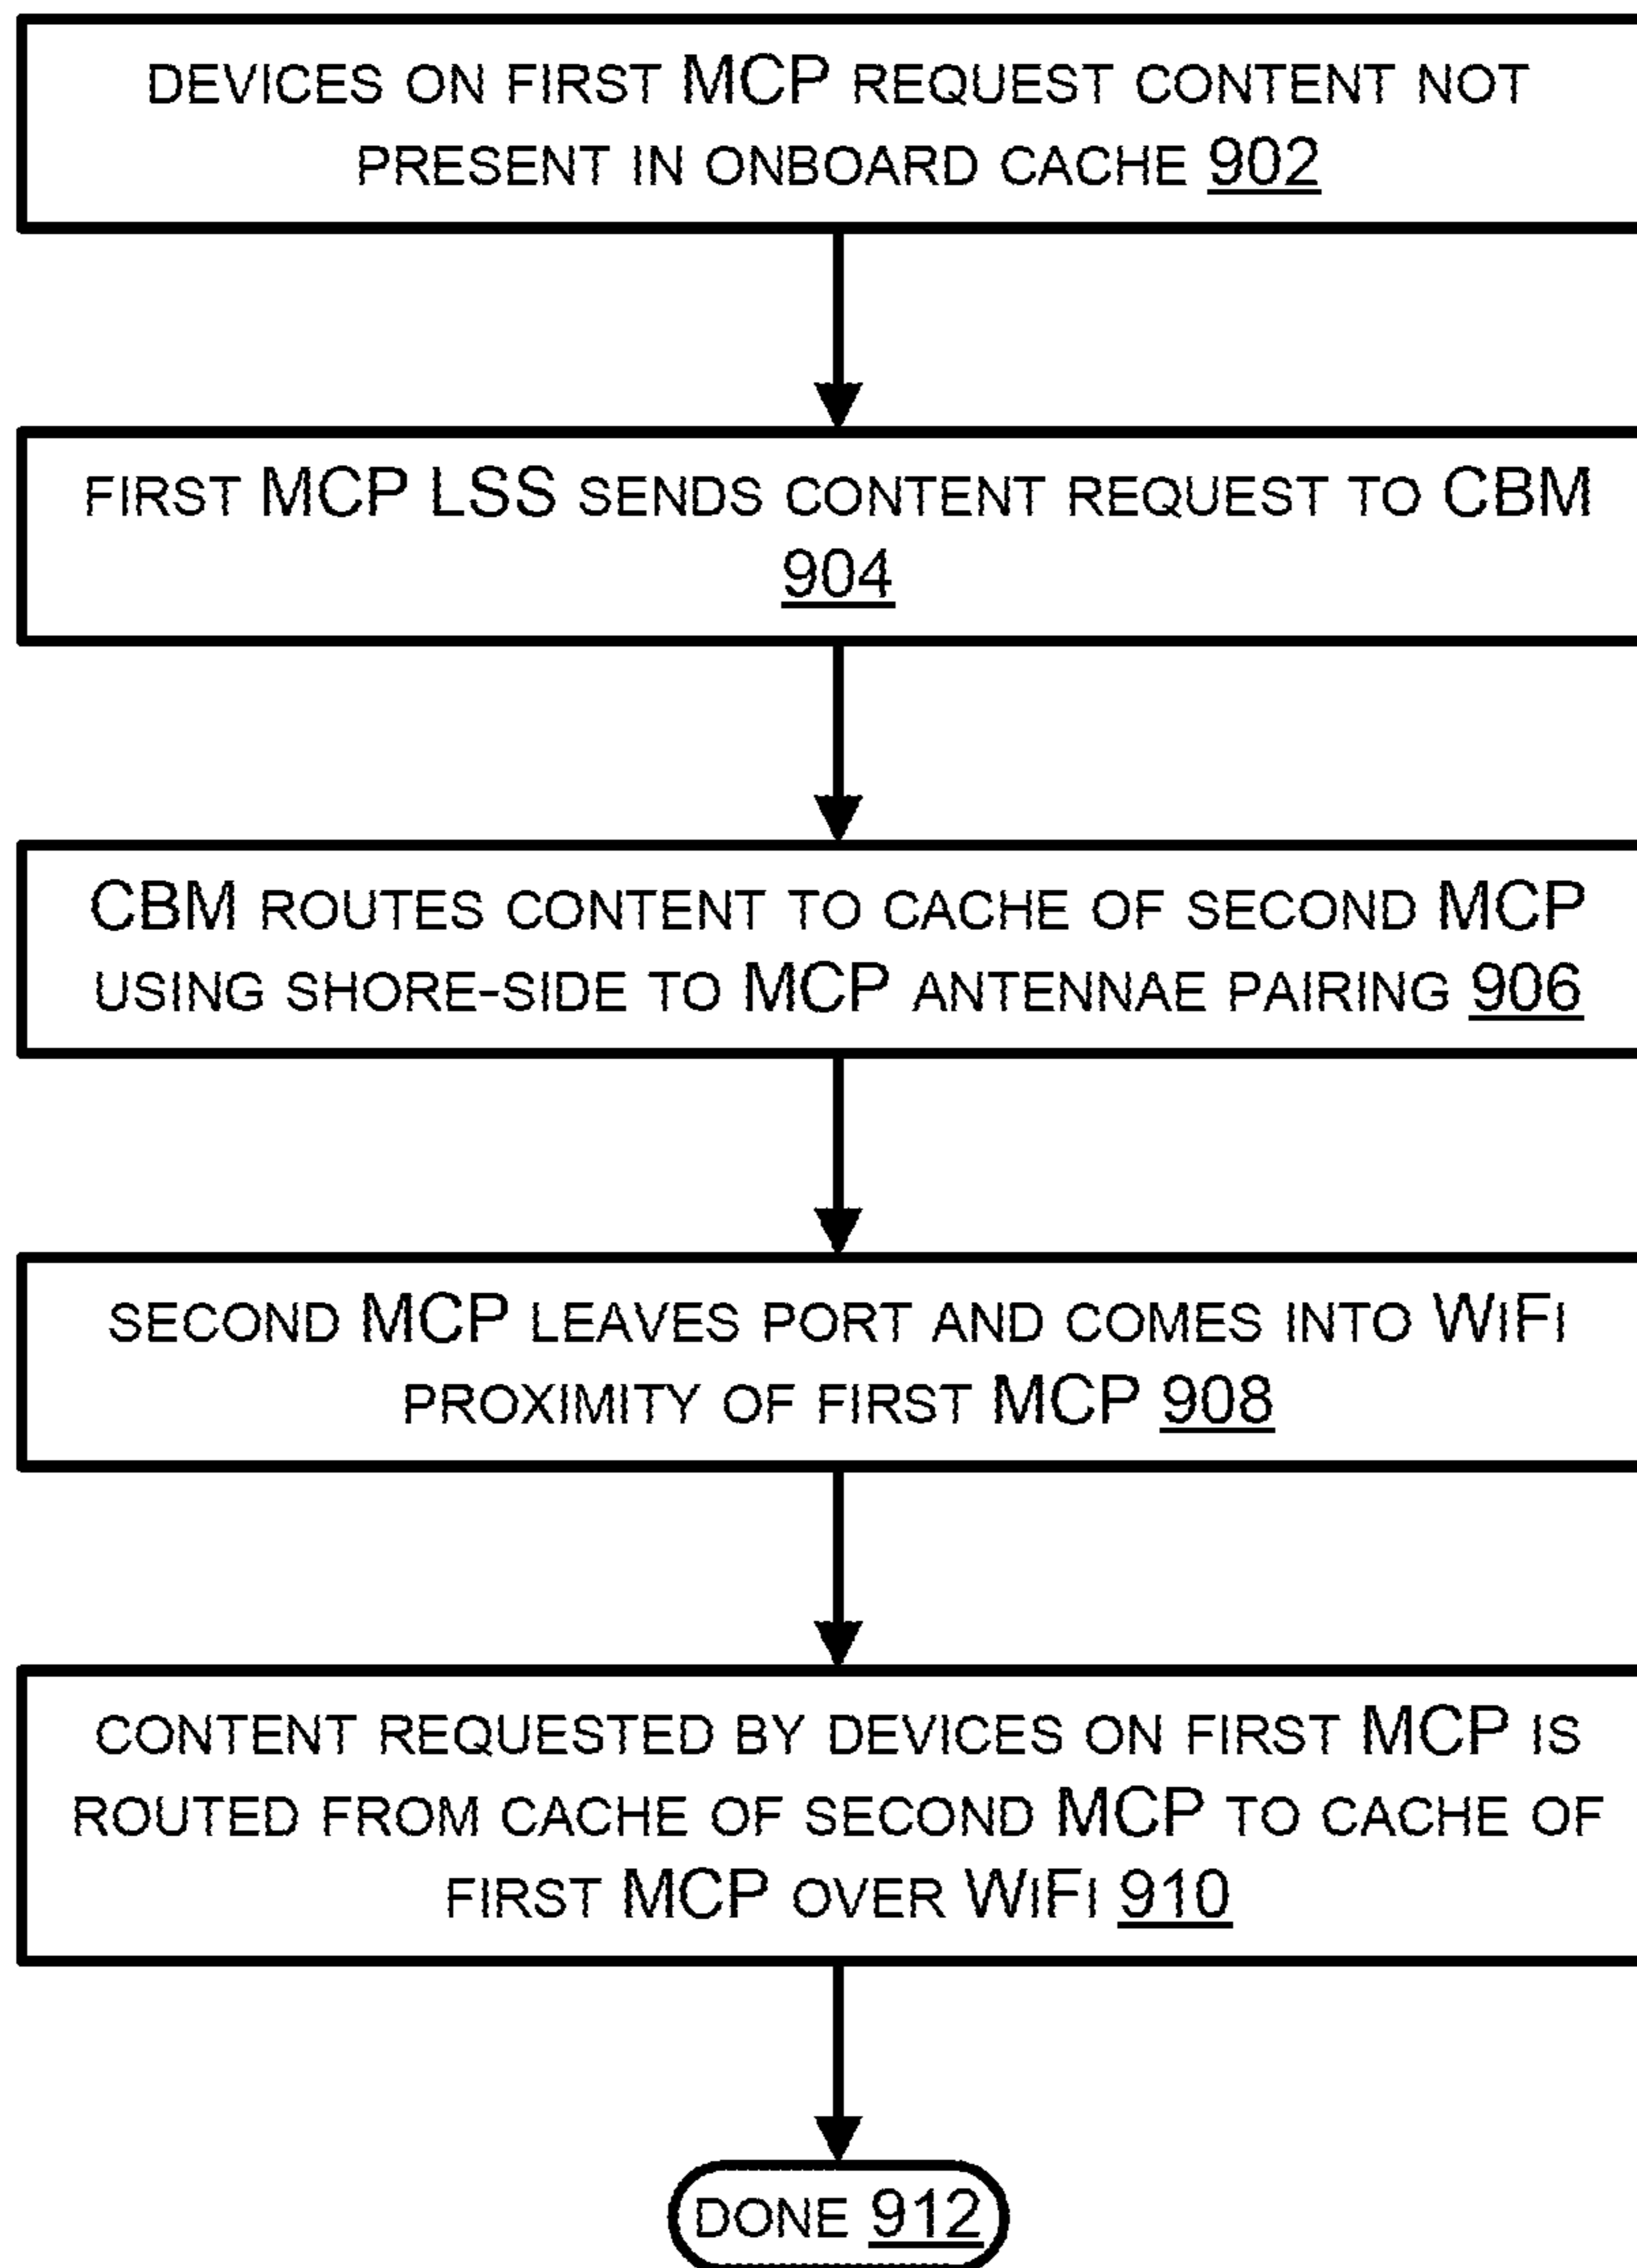 DEVICES ON FIRST MCP REQUEST CONTENT NOT
PRESENT IN ONBOARD CACHE 902
FIRST MCP LSS SENDS CONTENT REQUEST TO CBM
904
CBM ROUTES CONTENT TO CACHE OF SECOND MCP
USING SHORE-SIDE TO MCP ANTENNAE PAIRING 906
SECOND MCP LEAVES PORT AND COMES INTO WIFI
PROXIMITY OF FIRST MCP 908
CONTENT REQUESTED BY DEVICES ON FIRST MCP IS
ROUTED FROM CACHE OF SECOND MCP TO CACHE OF
FIRST MCP OVER WIFI 910
DONE 912